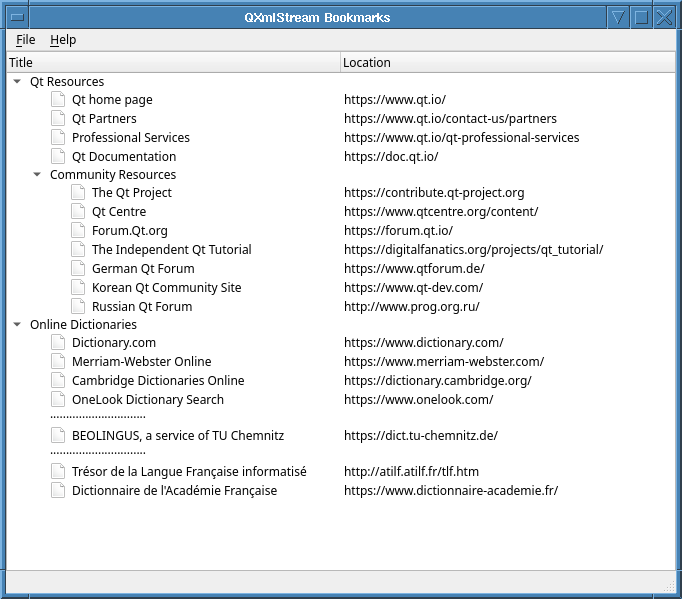 QXmlStream Bookmarks
File Help
Title Location
Qt Resources
Qt home page https://www.qt.io/
Qt Partners https://www.qt.io/contact-us/partners
Professional Services https://www.qt.io/qt-professional-services
Qt Documentation https://doc.qt.io/
Community Resources
The Qt Project https://contribute.qt-project.org
Qt Centre https://www.qtcentre.org/content/
Forum.Qt.org https://forum.qt.io/
The Independent Qt Tutorial https://digitalfanatics.org/projects/qt_tutorial/
German Qt Forum https://www.qtforum.de/
Korean Qt Community Site https://www.qt-dev.com/
Russian Qt Forum http://www.prog.org.ru/
Online Dictionaries
Dictionary.com https://www.dictionary.com/
Merriam-Webster Online https://www.merriam-webster.com/
Cambridge Dictionaries Online https://dictionary.cambridge.org/
OneLook Dictionary Search https://www.onelook.com/
BEOLINGUS, a service of TU Chemnitz https://dict.tu-chemnitz.de/
Trésor de la Langue Française informatisé http://atilf.atilf.fr/tlf.htm
Dictionnaire de l'Académie Française https://www.dictionnaire-academie.fr/